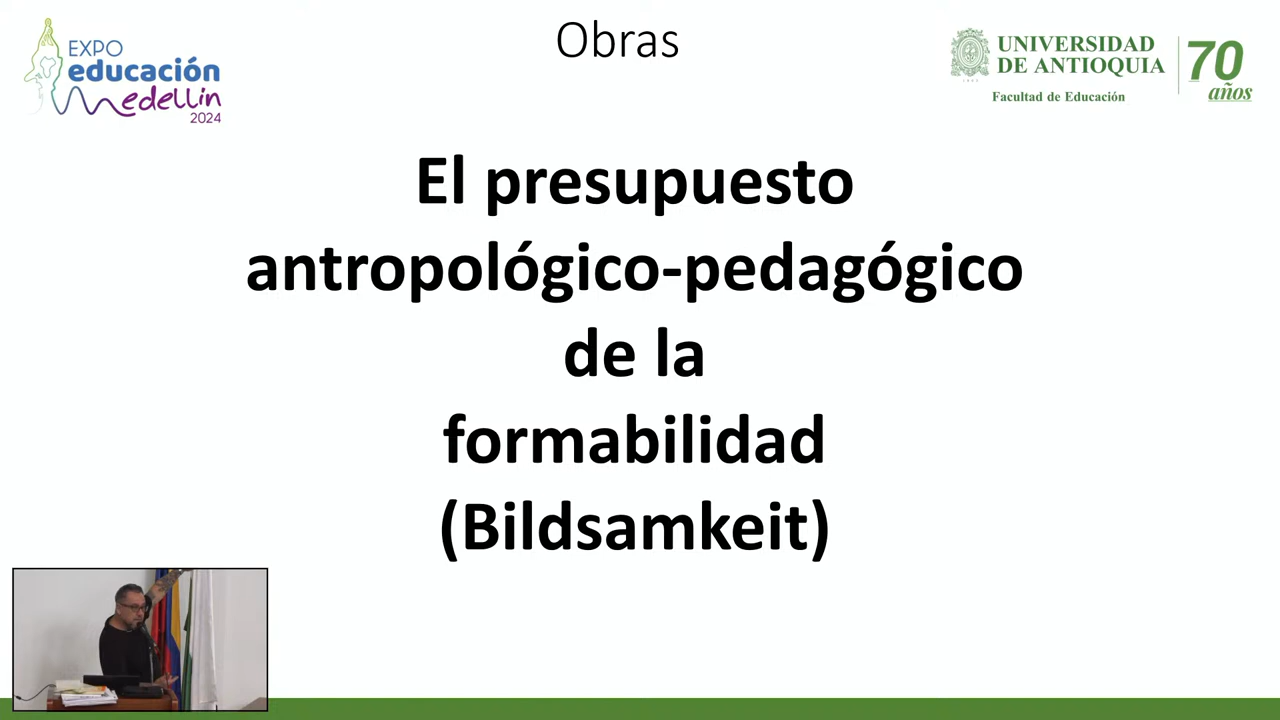 Obras
EXPO
educación
medellín
2024
UNIVERSIDAD
DE ANTIOQUIA
Facultad de Educación
70
años
El presupuesto
antropológico-pedagógico
de la
formabilidad
(Bildsamkeit)